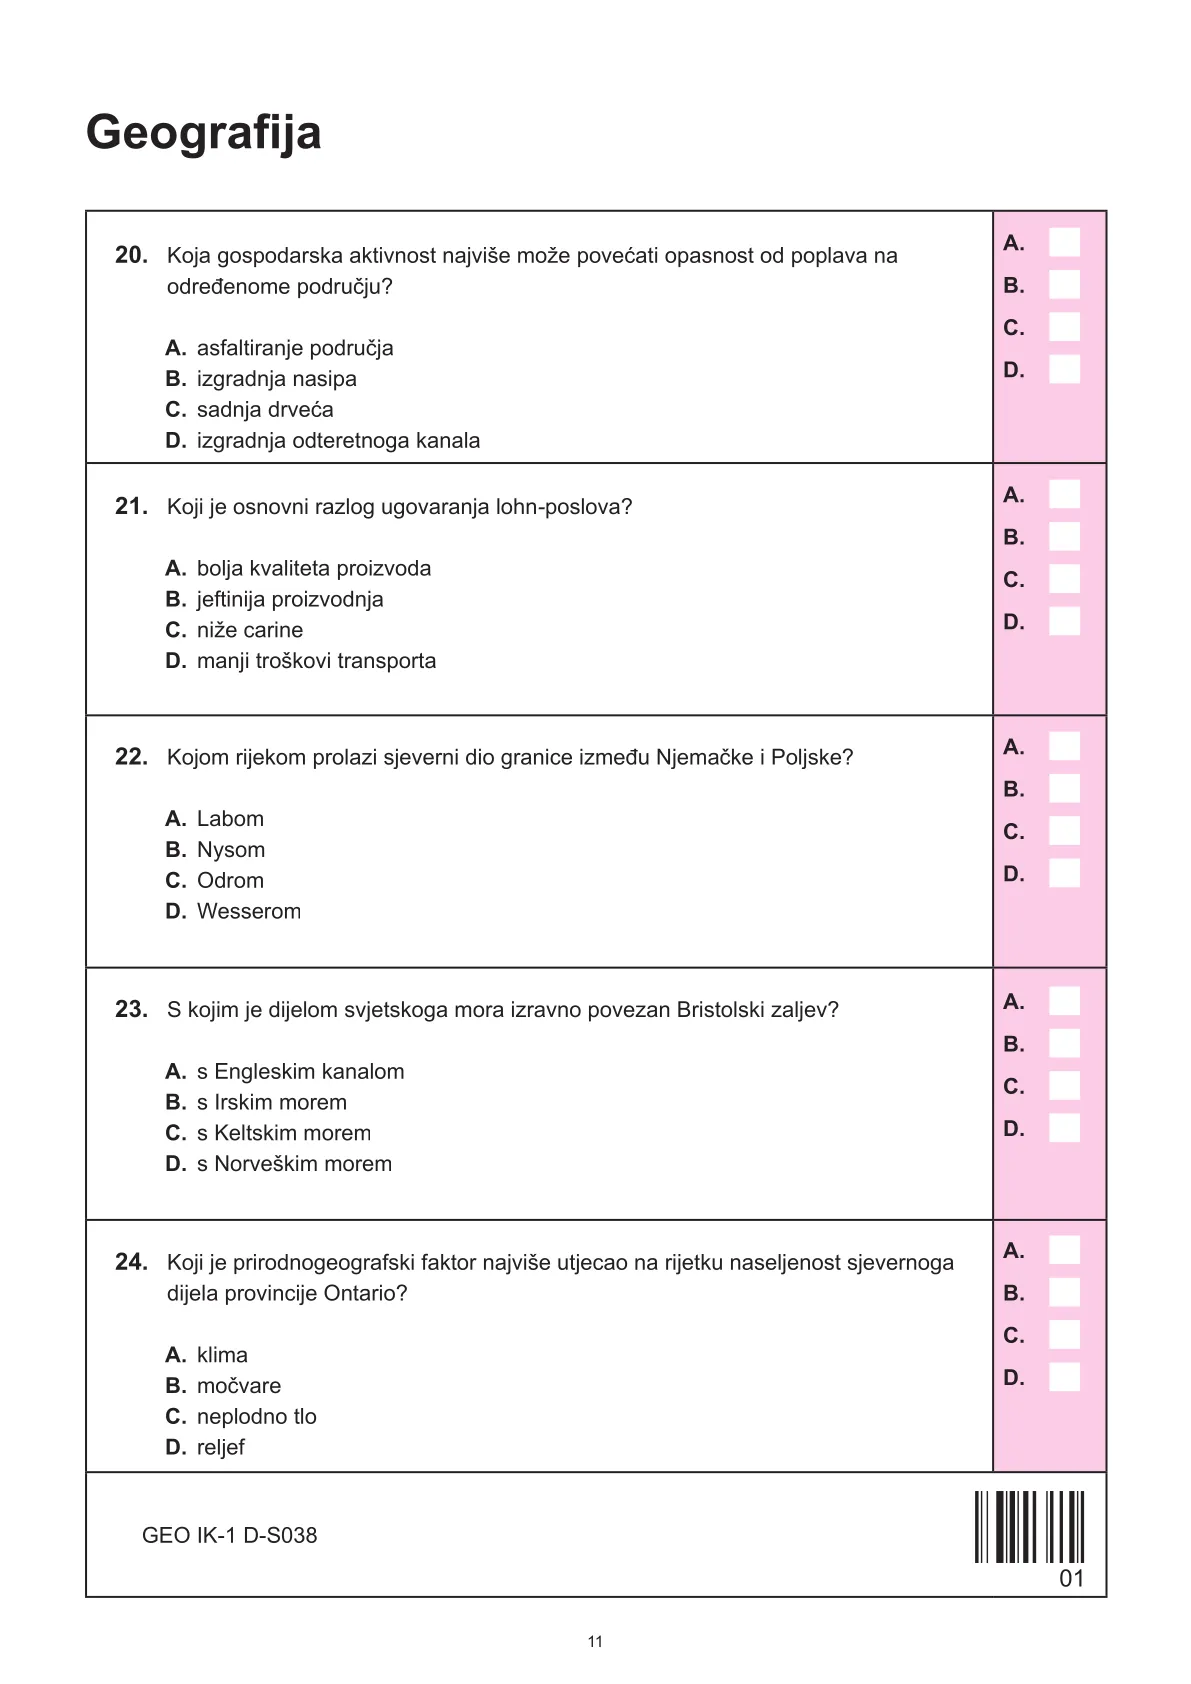 Geografija
20. Koja gospodarska aktivnost najviše može povećati opasnost od poplava na
određenome području?
A. asfaltiranje područja
B. izgradnja nasipa
C. sadnja drveća
D. izgradnja odteretnoga kanala
A.
B.
C.
D.
21. Koji je osnovni razlog ugovaranja lohn-poslova?
A. bolja kvaliteta proizvoda
B. jeftinija proizvodnja
C. niže carine
D. manji troškovi transporta
A.
B.
C.
D.
22. Kojom rijekom prolazi sjeverni dio granice između Njemačke i Poljske?
A. Labom
B. Nysom
C. Odrom
D. Wesserom
A.
B.
C.
D.
23. S kojim je dijelom svjetskoga mora izravno povezan Bristolski zaljev?
A. s Engleskim kanalom
B. s Irskim morem
C. s Keltskim morem
D. s Norveškim morem
A.
B.
C.
D.
24. Koji je prirodnogeografski faktor najviše utjecao na rijetku naseljenost sjevernoga
dijela provincije Ontario?
A. klima
B. močvare
C. neplodno tlo
D. reljef
A.
B.
C.
D.
GEO IK-1 D-S038
01
11